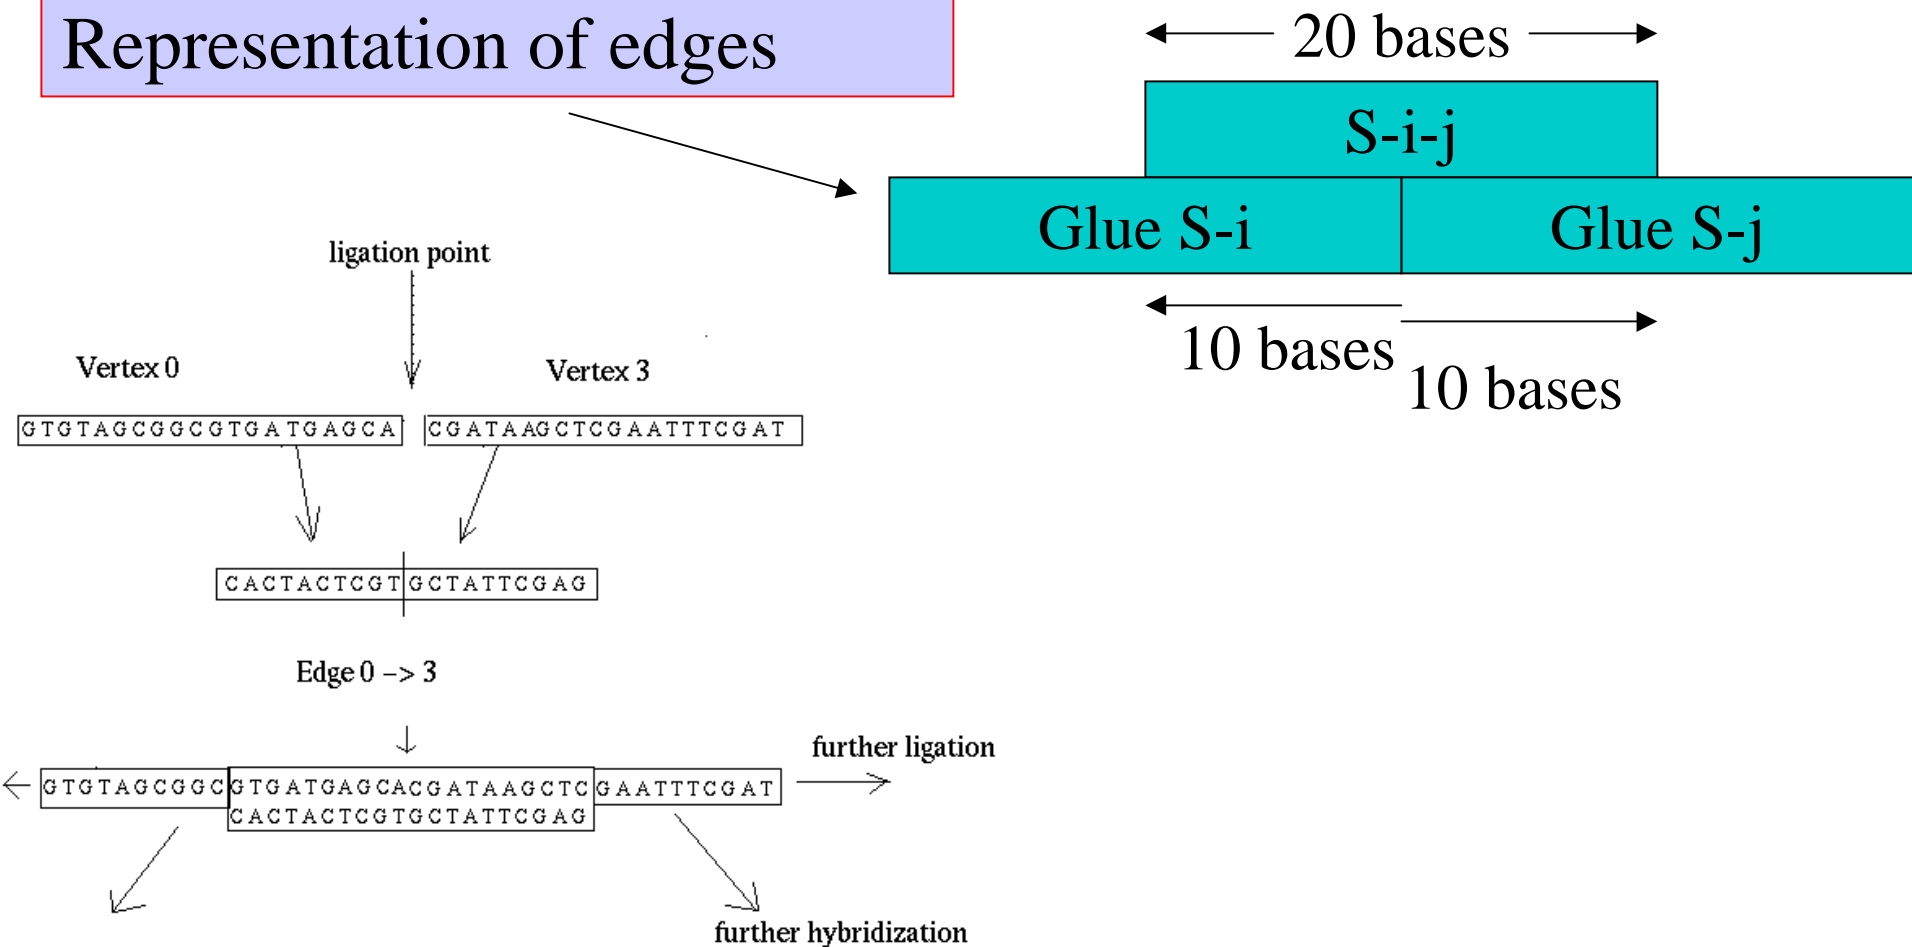 Representation of edges
20 bases
S-i-j
Glue S-i
Glue S-j
10 bases
10 bases
ligation point
Vertex 0
Vertex 3
GTGTAGCGGCGTGATGAGCA
CGATAAGCTCGAATTTCGAT
CACTACTCGTGCTATTCGAG
Edge 0 –> 3
further ligation
GTGTAGCGGCGTGATGAGCACGATAAGCTCGAATTTCGAT
CACTACTCGTGCTATTCGAG
further hybridization